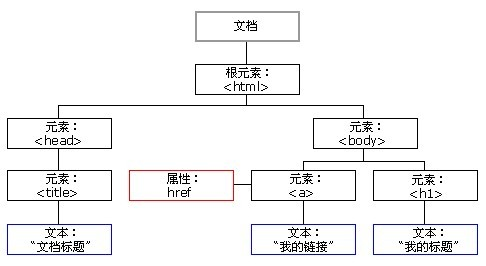 文档
根元素：
<html>
元素：
<head>
元素：
<body>
元素：
<title>
属性：
href
元素：
<a>
元素：
<h1>
文本：
“文档标题”
文本：
“我的链接”
文本：
“我的标题”